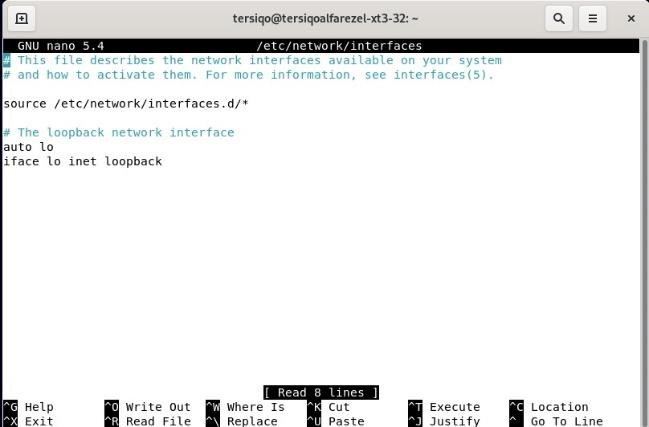 tersiqo@tersiqoalfarezel-xt3-32: ~
GNU nano 5.4 /etc/network/interfaces
# This file describes the network interfaces available on your system
# and how to activate them. For more information, see interfaces(5).
source /etc/network/interfaces.d/*
# The loopback network interface
auto lo
iface lo inet loopback
[ Read 8 lines ]
^G Help ^O Write Out ^W Where Is ^K Cut ^T Execute ^C Location
^X Exit ^R Read File ^\ Replace ^U Paste ^J Justify ^ Go To Line